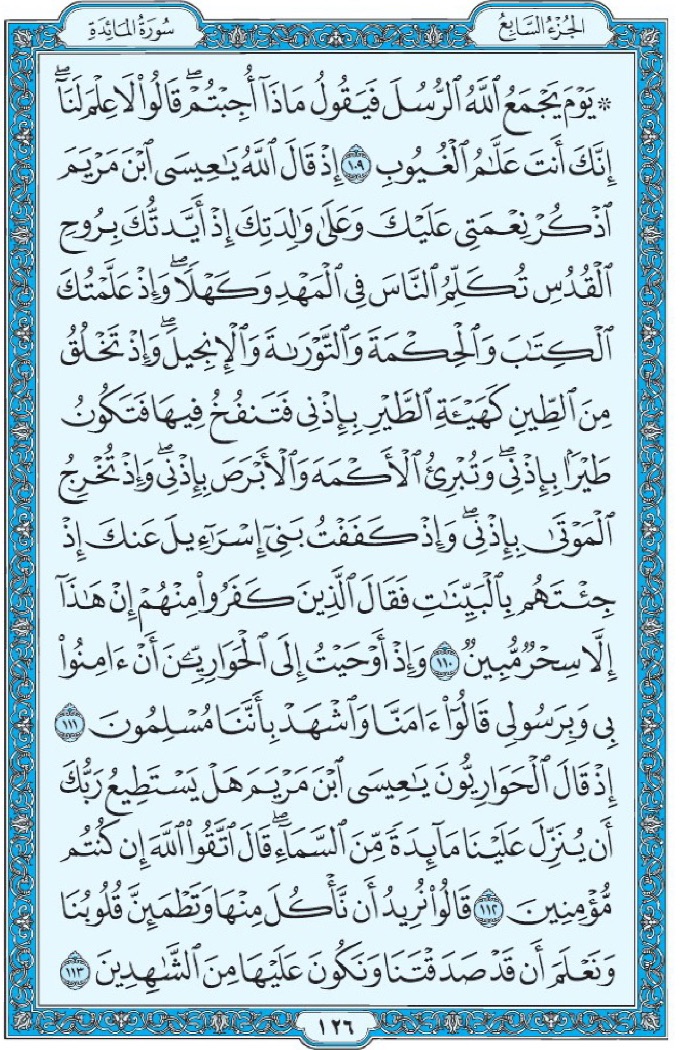 الجزء السابع
سورة المائدة
۞ يَوْمَ يَجْمَعُ ٱللَّهُ ٱلرُّسُلَ فَيَقُولُ مَاذَآ أُجِبْتُمْ ۖ قَالُوا۟ لَا عِلْمَ لَنَآ ۖ
إِنَّكَ أَنتَ عَلَّٰمُ ٱلْغُيُوبِ ١٠٩ إِذْ قَالَ ٱللَّهُ يَٰعِيسَى ٱبْنَ مَرْيَمَ
ٱذْكُرْ نِعْمَتِى عَلَيْكَ وَعَلَىٰ وَٰلِدَتِكَ إِذْ أَيَّدتُّكَ بِرُوحِ
ٱلْقُدُسِ تُكَلِّمُ ٱلنَّاسَ فِى ٱلْمَهْدِ وَكَهْلًا ۖ وَإِذْ عَلَّمْتُكَ
ٱلْكِتَٰبَ وَٱلْحِكْمَةَ وَٱلتَّوْرَىٰةَ وَٱلْإِنجِيلَ ۖ وَإِذْ تَخْلُقُ
مِنَ ٱلطِّينِ كَهَيْـَٔةِ ٱلطَّيْرِ بِإِذْنِى فَتَنفُخُ فِيهَا فَتَكُونُ
طَيْرًۢا بِإِذْنِى ۖ وَتُبْرِئُ ٱلْأَكْمَهَ وَٱلْأَبْرَصَ بِإِذْنِى ۖ وَإِذْ تُخْرِجُ
ٱلْمَوْتَىٰ بِإِذْنِى ۖ وَإِذْ كَفَفْتُ بَنِىٓ إِسْرَٰٓءِيلَ عَنكَ إِذْ
جِئْتَهُم بِٱلْبَيِّنَٰتِ فَقَالَ ٱلَّذِينَ كَفَرُوا۟ مِنْهُمْ إِنْ هَٰذَآ
إِلَّا سِحْرٌ مُّبِينٌ ١١٠ وَإِذْ أَوْحَيْتُ إِلَى ٱلْحَوَارِيِّـۧنَ أَنْ ءَامِنُوا۟
بِى وَبِرَسُولِى قَالُوٓا۟ ءَامَنَّا وَٱشْهَدْ بِأَنَّنَا مُسْلِمُونَ ١١١
إِذْ قَالَ ٱلْحَوَارِيُّونَ يَٰعِيسَى ٱبْنَ مَرْيَمَ هَلْ يَسْتَطِيعُ رَبُّكَ
أَن يُنَزِّلَ عَلَيْنَا مَآئِدَةً مِّنَ ٱلسَّمَآءِ ۖ قَالَ ٱتَّقُوا۟ ٱللَّهَ إِن كُنتُم
مُّؤْمِنِينَ ١١٢ قَالُوا۟ نُرِيدُ أَن نَّأْكُلَ مِنْهَا وَتَطْمَئِنَّ قُلُوبُنَا
وَنَعْلَمَ أَن قَدْ صَدَقْتَنَا وَنَكُونَ عَلَيْهَا مِنَ ٱلشَّٰهِدِينَ ١١٣
١٢٦